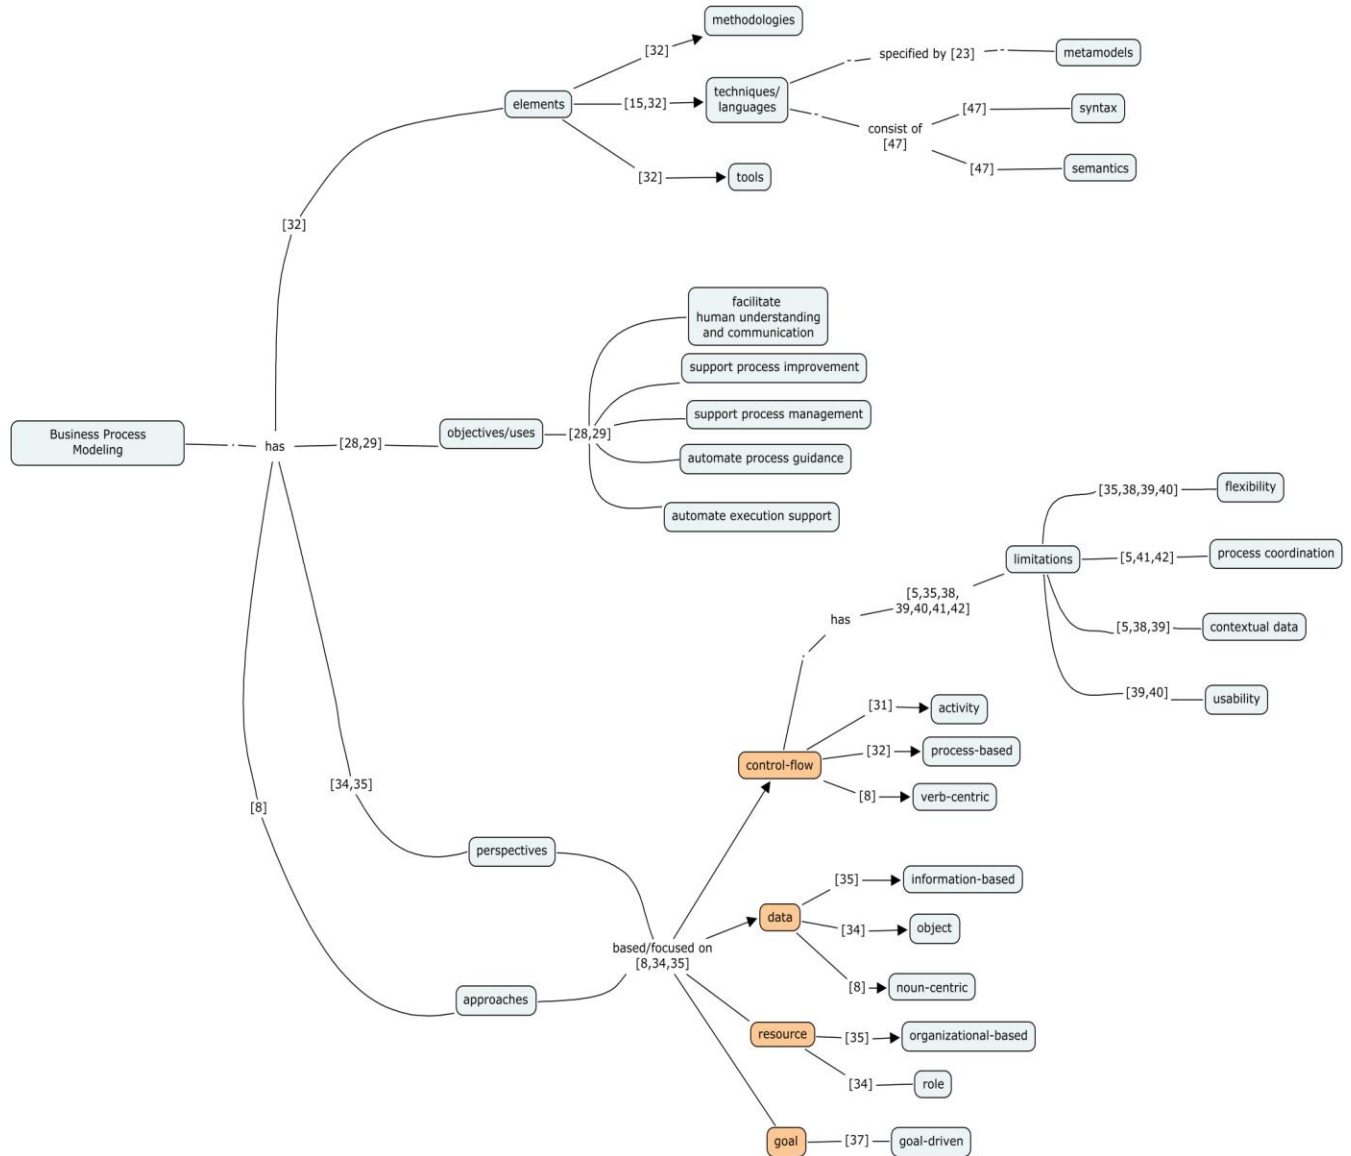 methodologies
[32]
specified by [23]
metamodels
techniques/
languages
elements
[15,32]
[47]
syntax
consist of
[47]
[47]
semantics
[32]
tools
[32]
facilitate
human understanding
and communication
support process improvement
support process management
Business Process
Modeling
has
[28,29]
objectives/uses
[28,29]
automate process guidance
automate execution support
[35,38,39,40]
flexibility
limitations
[5,41,42]
process coordination
[5,35,38,
39,40,41,42]
has
[5,38,39]
contextual data
[39,40]
usability
[31]
activity
control-flow
[32]
process-based
[8]
verb-centric
[34,35]
[8]
perspectives
[35]
information-based
data
[34]
object
based/focused on
[8,34,35]
[8]
noun-centric
approaches
resource
[35]
organizational-based
[34]
role
goal
[37]
goal-driven